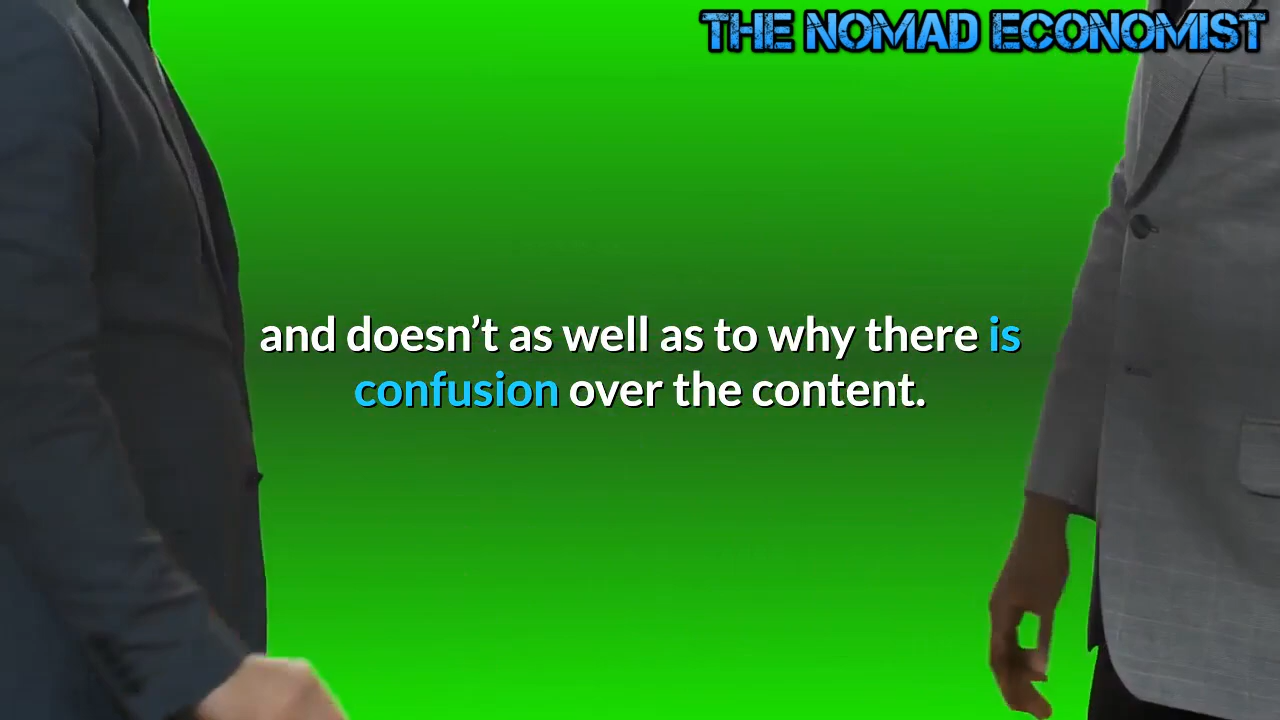 THE NOMAD ECONOMIST
and doesn’t as well as to why there is
confusion over the content.